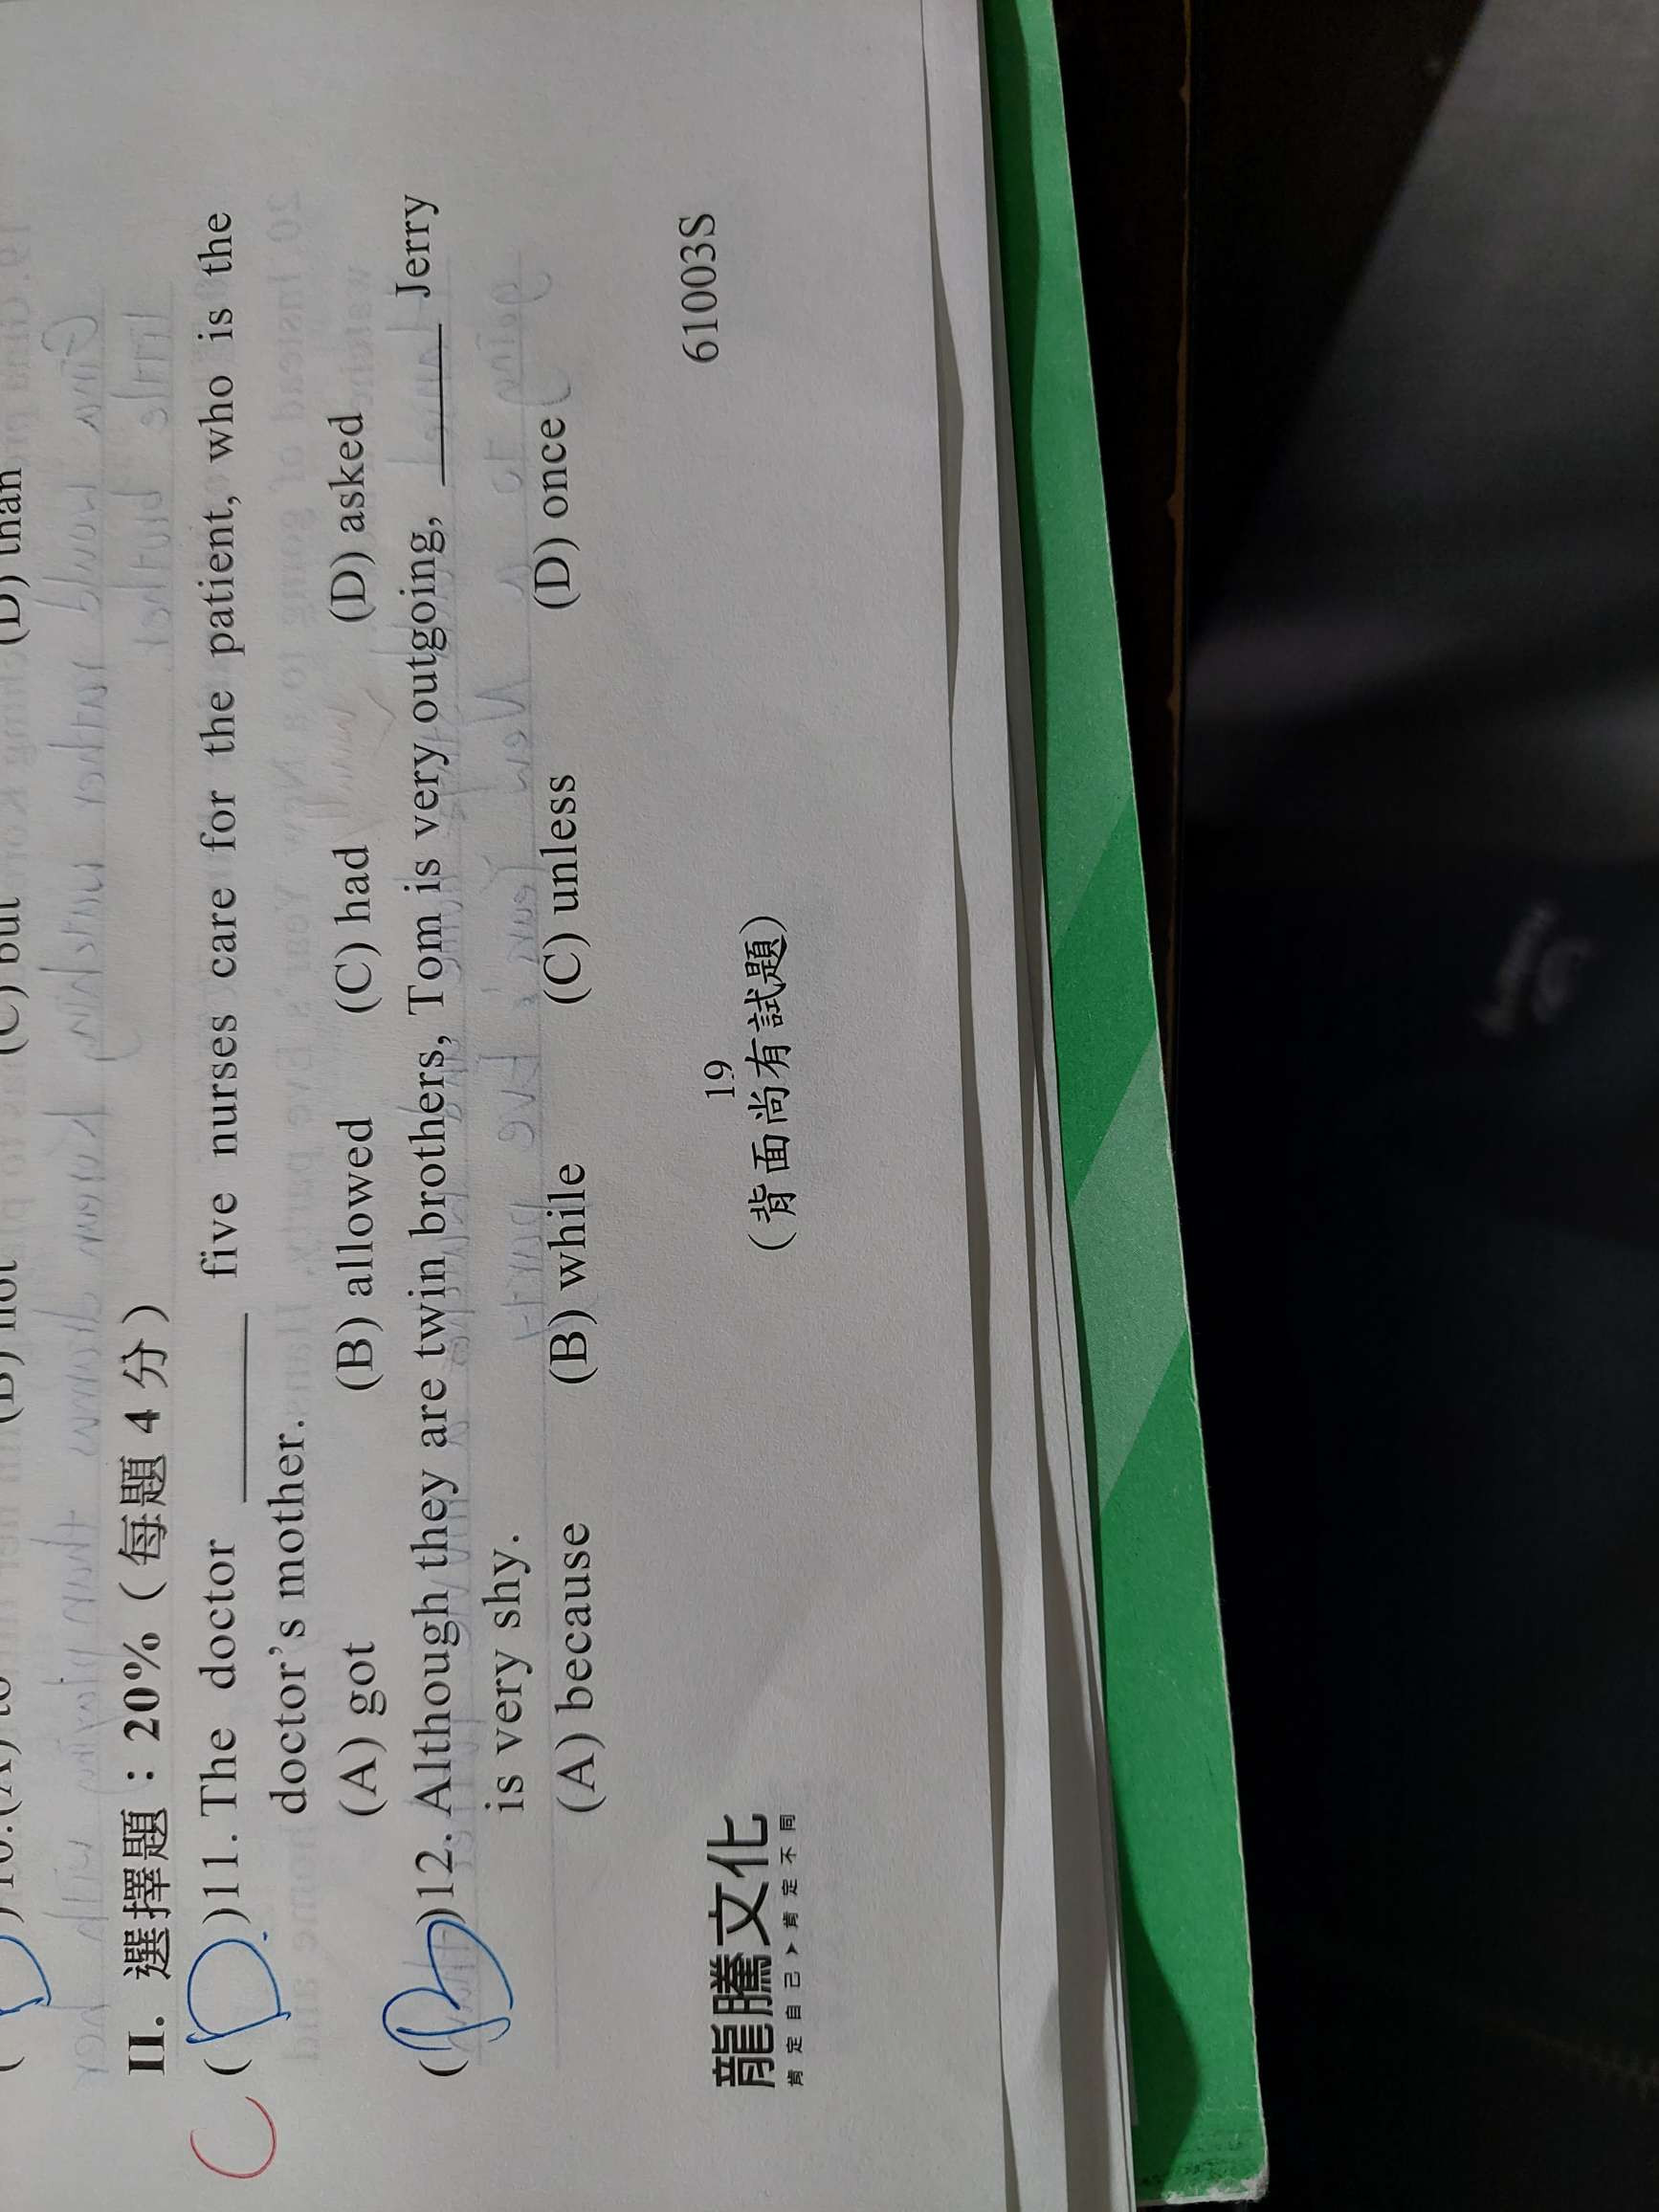 (D) than
II. 選擇題：20%（每題 4 分）
C ( D )11. The doctor ______ five nurses care for the patient, who is the
doctor’s mother.
(A) got (B) allowed (C) had (D) asked
( B )12. Although they are twin brothers, Tom is very outgoing, ______ Jerry
is very shy.
(A) because (B) while (C) unless (D) once
龍騰文化
肯定自己➤肯定不同
19
（背面尚有試題）
61003S